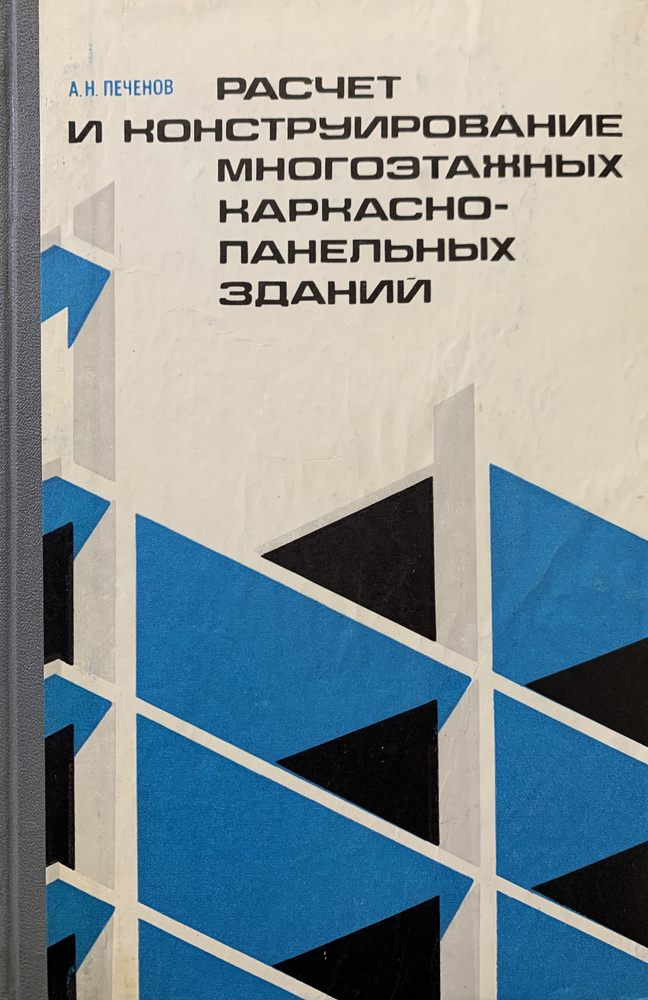 А.Н. ПЕЧЕНОВ
РАСЧЕТ
И КОНСТРУИРОВАНИЕ
МНОГОЭТАЖНЫХ
КАРКАСНО-
ПАНЕЛЬНЫХ
ЗДАНИЙ